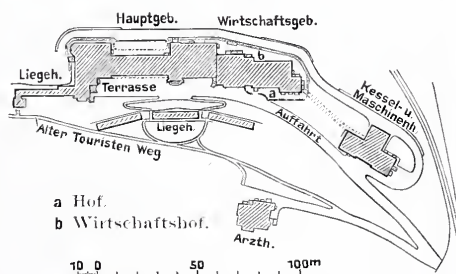 Hauptgeb.
Wirtschaftsgeb.
b
Liegeh.
Terrasse
a
Kessel- u.
Maschinenh
Auffahrt
Liegeh.
Alter Touristen Weg
a Hof.
b Wirtschaftshof.
Arzth.
10 0 50 100m